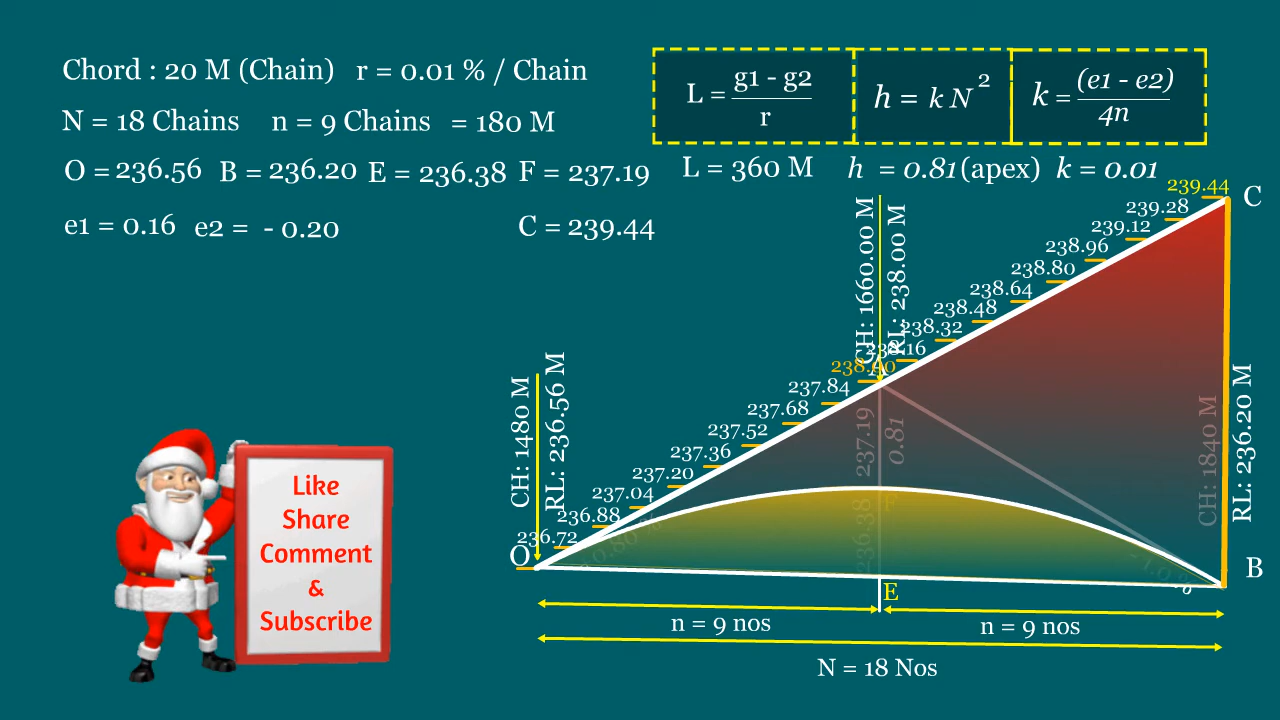 Chord : 20 M (Chain) r = 0.01 % / Chain
N = 18 Chains n = 9 Chains = 180 M
O = 236.56 B = 236.20 E = 236.38 F = 237.19
e1 = 0.16 e2 = - 0.20 C = 239.44
L = g1 - g2 / r
h = k N 2
k = (e1 - e2) / 4n
L = 360 M h = 0.81(apex) k = 0.01
239.44
C
239.28
239.12
238.96
238.80
238.64
238.48
238.32
238.16
238.00
237.84
237.68
237.52
237.36
237.20
237.04
236.88
236.72
CH: 1660.00 M
RL: 238.00 M
CH: 1480 M
RL: 236.56 M
CH: 1840 M
RL: 236.20 M
237.19
0.81
236.38
F
O
B
E
n = 9 nos
n = 9 nos
N = 18 Nos
Like
Share
Comment
&
Subscribe